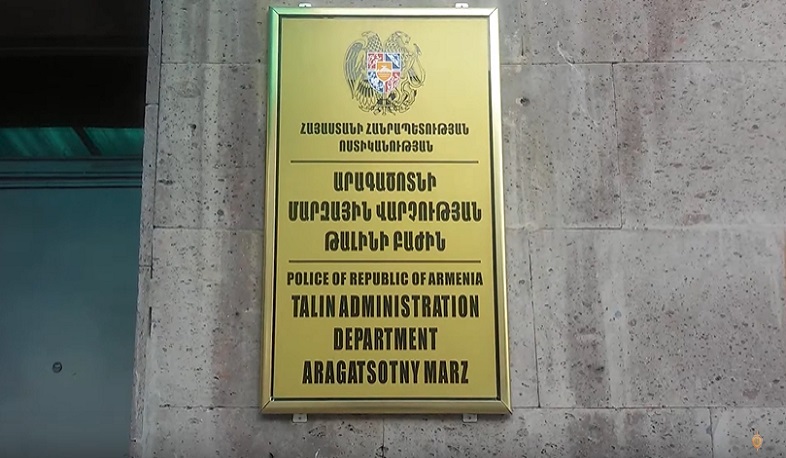 ՀԱՅԱՍՏԱՆԻ ՀԱՆՐԱՊԵՏՈՒԹՅԱՆ
ՈՍՏԻԿԱՆՈՒԹՅԱՆ
ԱՐԱԳԱԾՈՏՆԻ
ՄԱՐԶԱՅԻՆ ՎԱՐՉՈՒԹՅԱՆ
ԹԱԼԻՆԻ ԲԱԺԻՆ
POLICE OF REPUBLIC OF ARMENIA
TALIN ADMINISTRATION
DEPARTMENT
ARAGATSOTNY MARZ